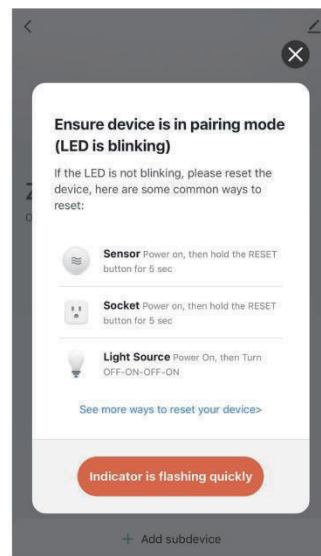 Ensure device is in pairing mode
(LED is blinking)
If the LED is not blinking, please reset the
device, here are some common ways to
reset:
Sensor Power on, then hold the RESET
button for 5 sec
Socket Power on, then hold the RESET
button for 5 sec
Light Source Power On, then Turn
OFF-ON-OFF-ON
See more ways to reset your device>
Indicator is flashing quickly
+ Add subdevice